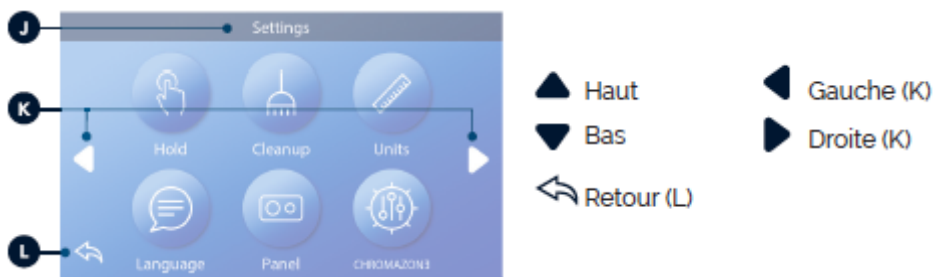 J
Settings
K
Hold Cleanup Units
L
Language Panel CHROMAZON3
Haut
Gauche (K)
Bas
Droite (K)
Retour (L)